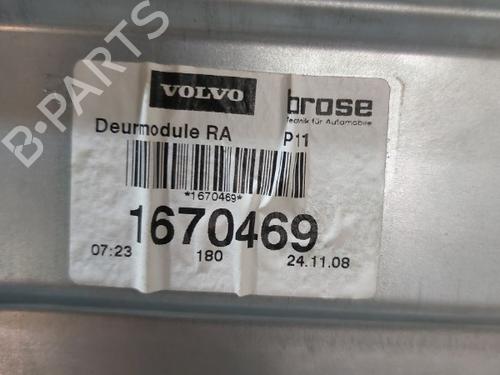 VOLVO
brose
Technik für Automobile
Deurmodule RA P11
*1670469*
1670469
07:23 180 24.11.08
B-PARTS